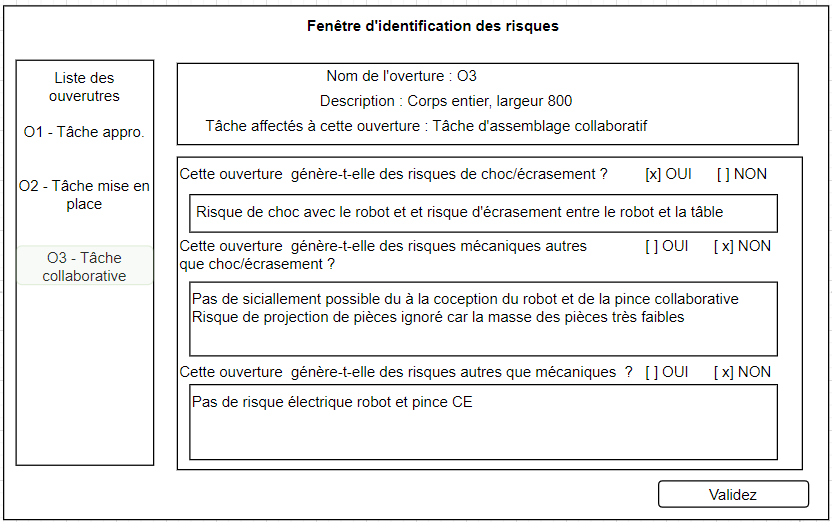 Fenêtre d'identification des risques
Liste des
ouverutres
O1 - Tâche appro.
O2 - Tâche mise en
place
O3 - Tâche
collaborative
Nom de l'overture : O3
Description : Corps entier, largeur 800
Tâche affectés à cette ouverture : Tâche d'assemblage collaboratif
Cette ouverture génère-t-elle des risques de choc/écrasement ? [x] OUI [ ] NON
Risque de choc avec le robot et et risque d'écrasement entre le robot et la tâble
Cette ouverture génère-t-elle des risques mécaniques autres [ ] OUI [ x] NON
que choc/écrasement ?
Pas de siciallement possible du à la coception du robot et de la pince collaborative
Risque de projection de pièces ignoré car la masse des pièces très faibles
Cette ouverture génère-t-elle des risques autres que mécaniques ? [ ] OUI [ x] NON
Pas de risque électrique robot et pince CE
Validez